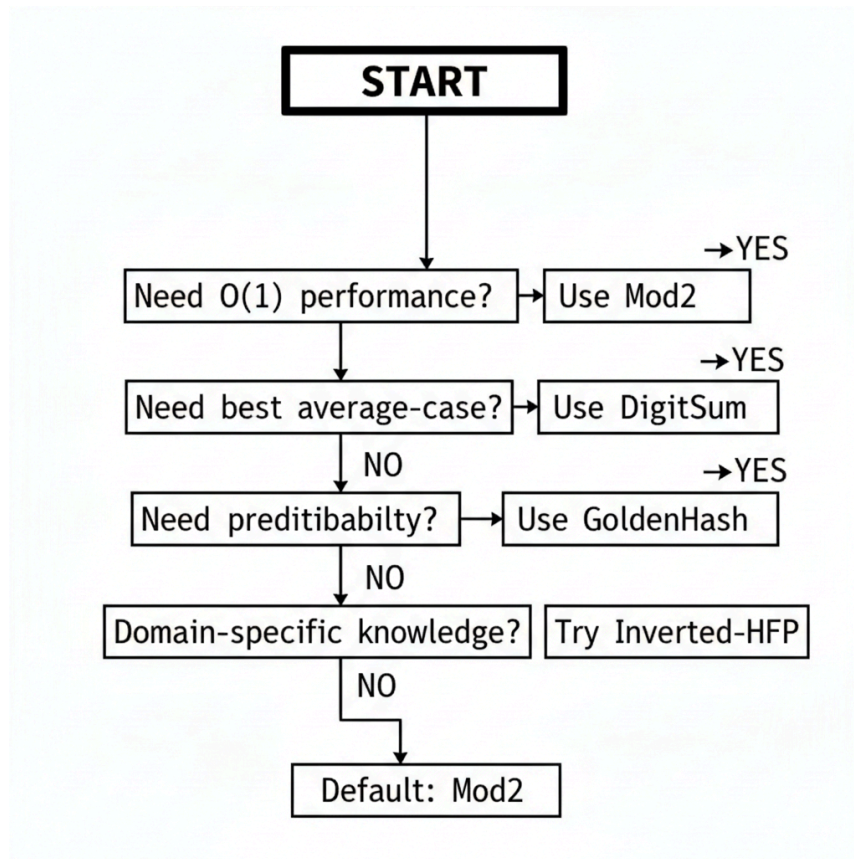 START
→YES
Need O(1) performance? → Use Mod2
→YES
Need best average-case? → Use DigitSum
NO
→YES
Need preditibabilty? → Use GoldenHash
NO
Domain-specific knowledge? Try Inverted-HFP
NO
Default: Mod2